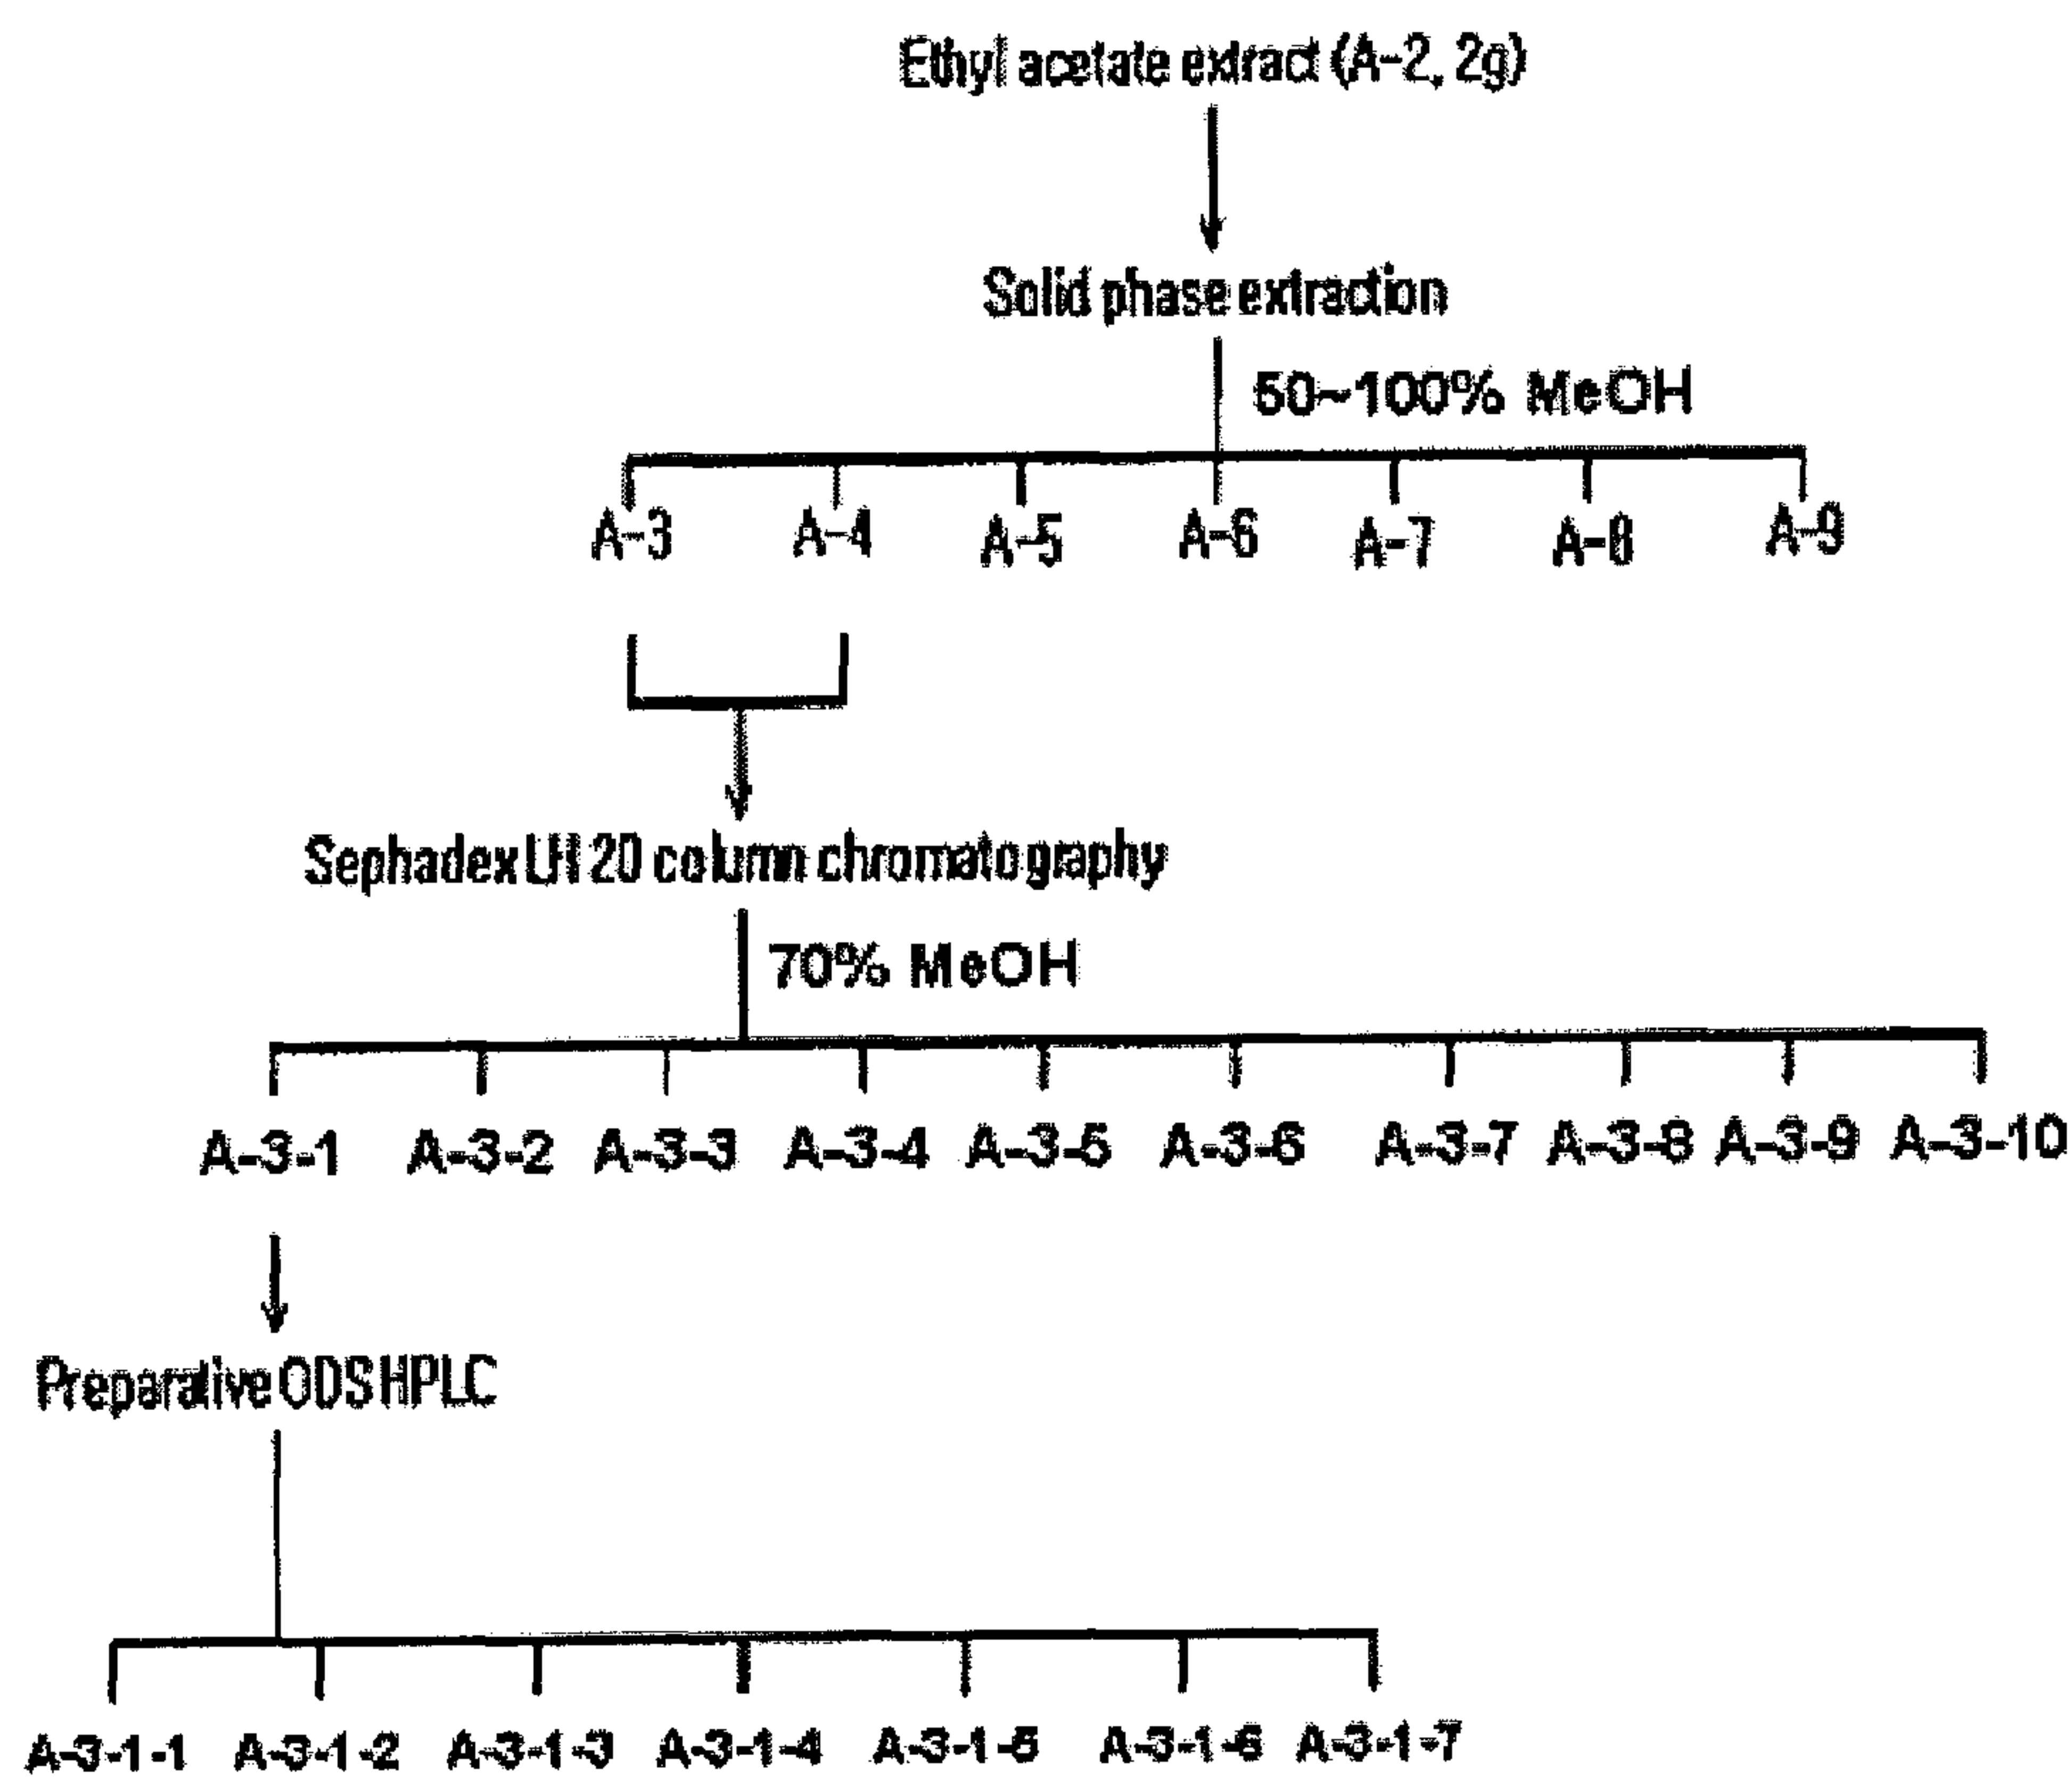 Ethyl acetate extract (A-2, 2g)
Solid phase extraction
50~100% MeOH
A-3 A-4 A-5 A-6 A-7 A-8 A-9
Sephadex LH 20 column chromatography
70% MeOH
A-3-1 A-3-2 A-3-3 A-3-4 A-3-5 A-3-6 A-3-7 A-3-8 A-3-9 A-3-10
Preparative ODS HPLC
A-3-1-1 A-3-1-2 A-3-1-3 A-3-1-4 A-3-1-5 A-3-1-6 A-3-1-7